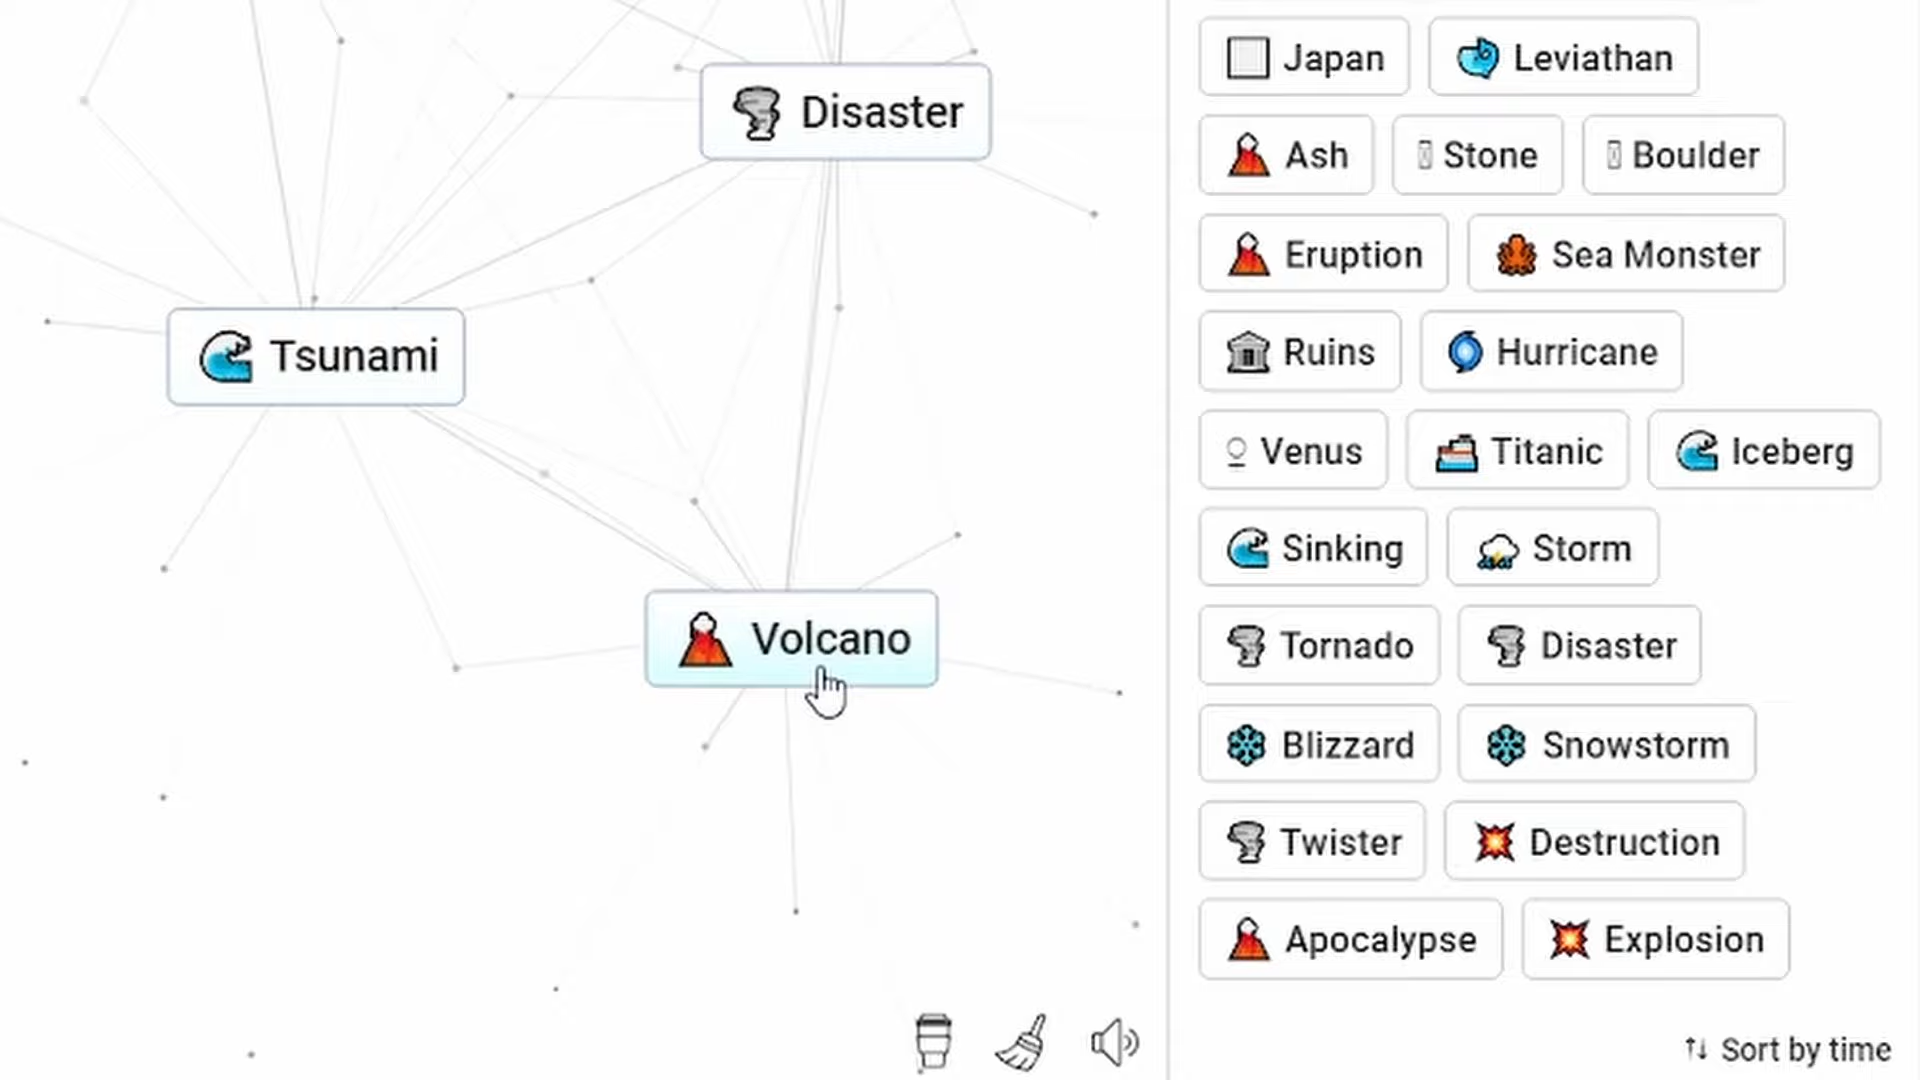 Disaster
Tsunami
Volcano
Japan Leviathan
Ash Stone Boulder
Eruption Sea Monster
Ruins Hurricane
Venus Titanic Iceberg
Sinking Storm
Tornado Disaster
Blizzard Snowstorm
Twister Destruction
Apocalypse Explosion
Sort by time